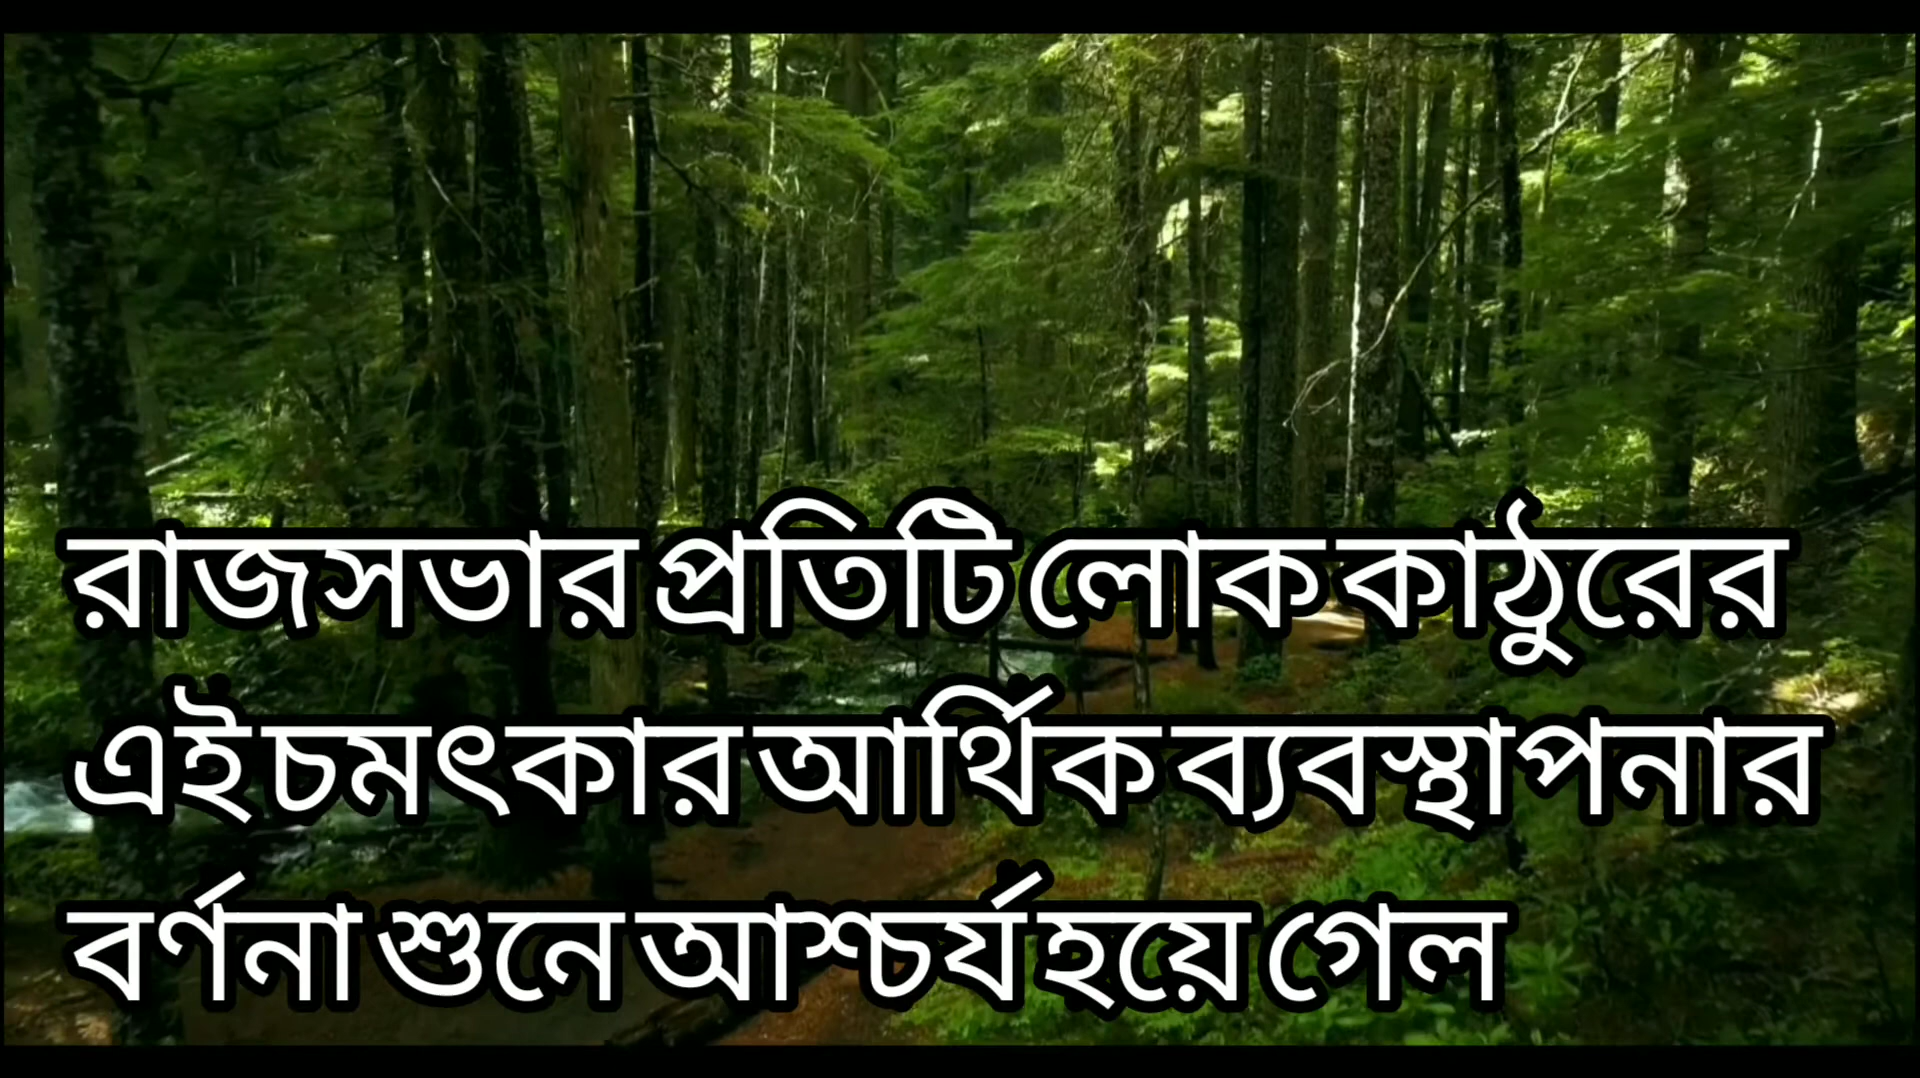 রাজসভার প্রতিটি লোক কাঠুরের
এই চমৎকার আর্থিক ব্যবস্থাপনার
বর্ণনা শুনে আশ্চর্য হয়ে গেল